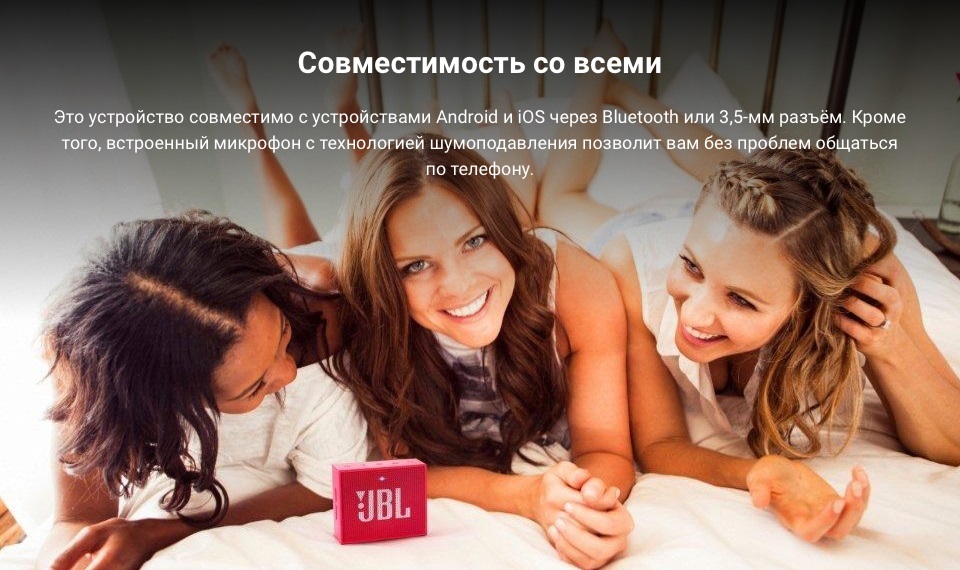 Совместимость со всеми
Это устройство совместимо с устройствами Android и iOS через Bluetooth или 3,5-мм разъём. Кроме
того, встроенный микрофон с технологией шумоподавления позволит вам без проблем общаться
по телефону.
JBL